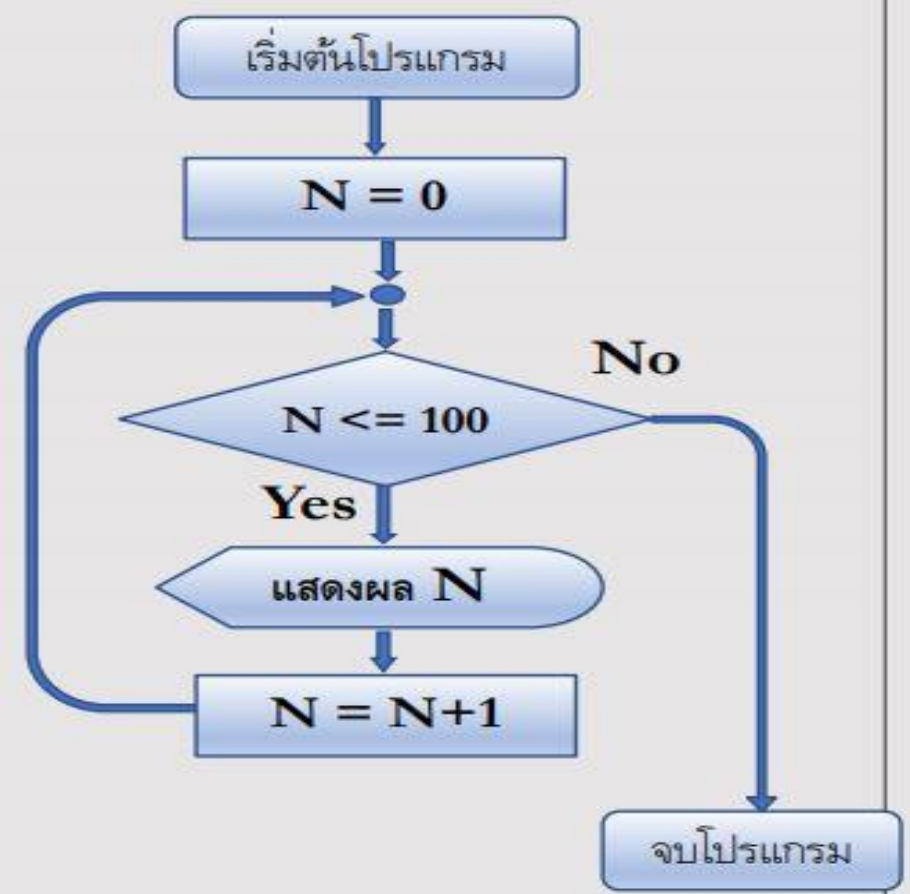 เริ่มต้นโปรแกรม
N = 0
N <= 100
No
Yes
แสดงผล N
N = N+1
จบโปรแกรม